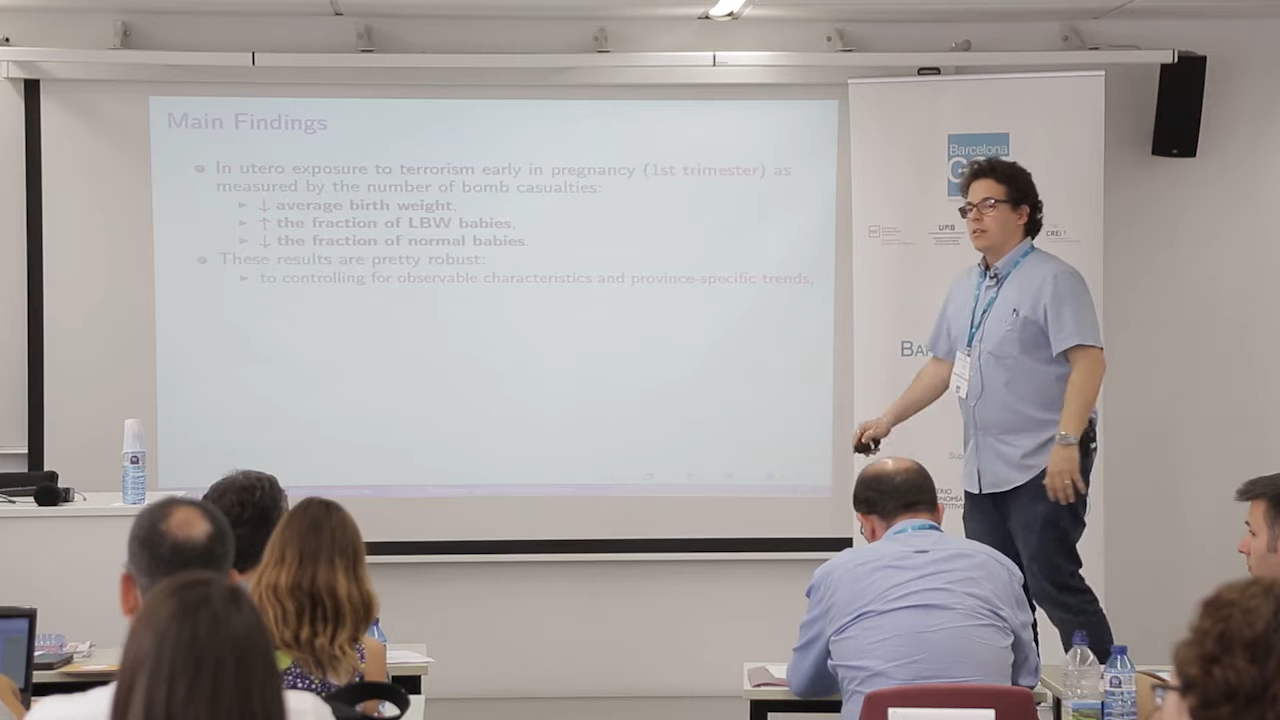 Main Findings
In utero exposure to terrorism early in pregnancy (1st trimester) as
measured by the number of bomb casualties:
↓ average birth weight,
↑ the fraction of LBW babies,
↓ the fraction of normal babies.
These results are pretty robust:
to controlling for observable characteristics and province-specific trends,
Barcelona
UAB
CREI